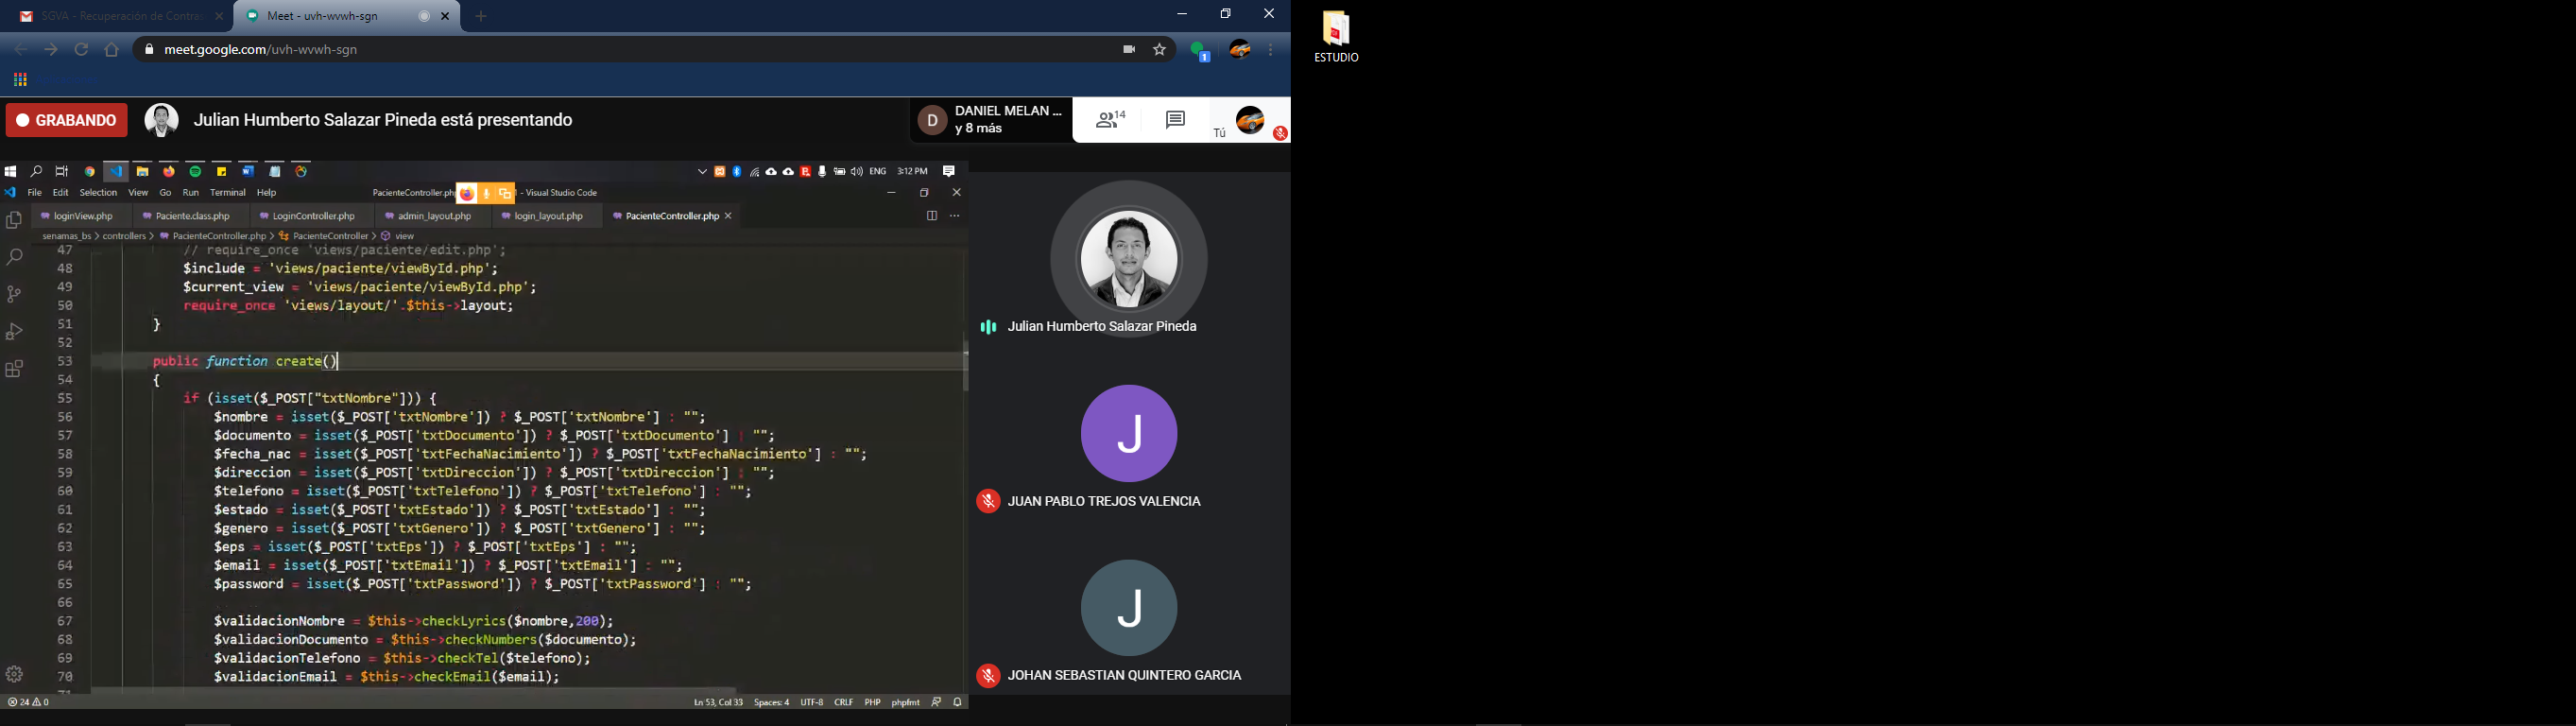 SGVA - Recuperación de Contras
Meet - uvh-wvwh-sgn
meet.google.com/uvh-wvwh-sgn
1
ESTUDIO
GRABANDO
Julian Humberto Salazar Pineda está presentando
D
DANIEL MELAN ...
y 8 más
14
Tú
ENG 3:12 PM
File Edit Selection View Go Run Terminal Help
PacienteController.php
1 - Visual Studio Code
loginView.php Paciente.class.php LoginController.php admin_layout.php login_layout.php PacienteController.php
senamas_bs > controllers > PacienteController.php > PacienteController > view
47 // require_once 'views/paciente/edit.php';
48 $include = 'views/paciente/viewById.php';
49 $current_view = 'views/paciente/viewById.php';
50 require_once 'views/layout/'.$this->layout;
51 }
52
53 public function create()
54 {
55 if (isset($_POST["txtNombre"])) {
56 $nombre = isset($_POST['txtNombre']) ? $_POST['txtNombre'] : "";
57 $documento = isset($_POST['txtDocumento']) ? $_POST['txtDocumento'] : "";
58 $fecha_nac = isset($_POST['txtFechaNacimiento']) ? $_POST['txtFechaNacimiento'] : "";
59 $direccion = isset($_POST['txtDireccion']) ? $_POST['txtDireccion'] : "";
60 $telefono = isset($_POST['txtTelefono']) ? $_POST['txtTelefono'] : "";
61 $estado = isset($_POST['txtEstado']) ? $_POST['txtEstado'] : "";
62 $genero = isset($_POST['txtGenero']) ? $_POST['txtGenero'] : "";
63 $eps = isset($_POST['txtEps']) ? $_POST['txtEps'] : "";
64 $email = isset($_POST['txtEmail']) ? $_POST['txtEmail'] : "";
65 $password = isset($_POST['txtPassword']) ? $_POST['txtPassword'] : "";
66
67 $validacionNombre = $this->checkLyrics($nombre,200);
68 $validacionDocumento = $this->checkNumbers($documento);
69 $validacionTelefono = $this->checkTel($telefono);
70 $validacionEmail = $this->checkEmail($email);
24 0
Ln 53, Col 33 Spaces: 4 UTF-8 CRLF PHP phpfmt
Julian Humberto Salazar Pineda
J
JUAN PABLO TREJOS VALENCIA
J
JOHAN SEBASTIAN QUINTERO GARCIA